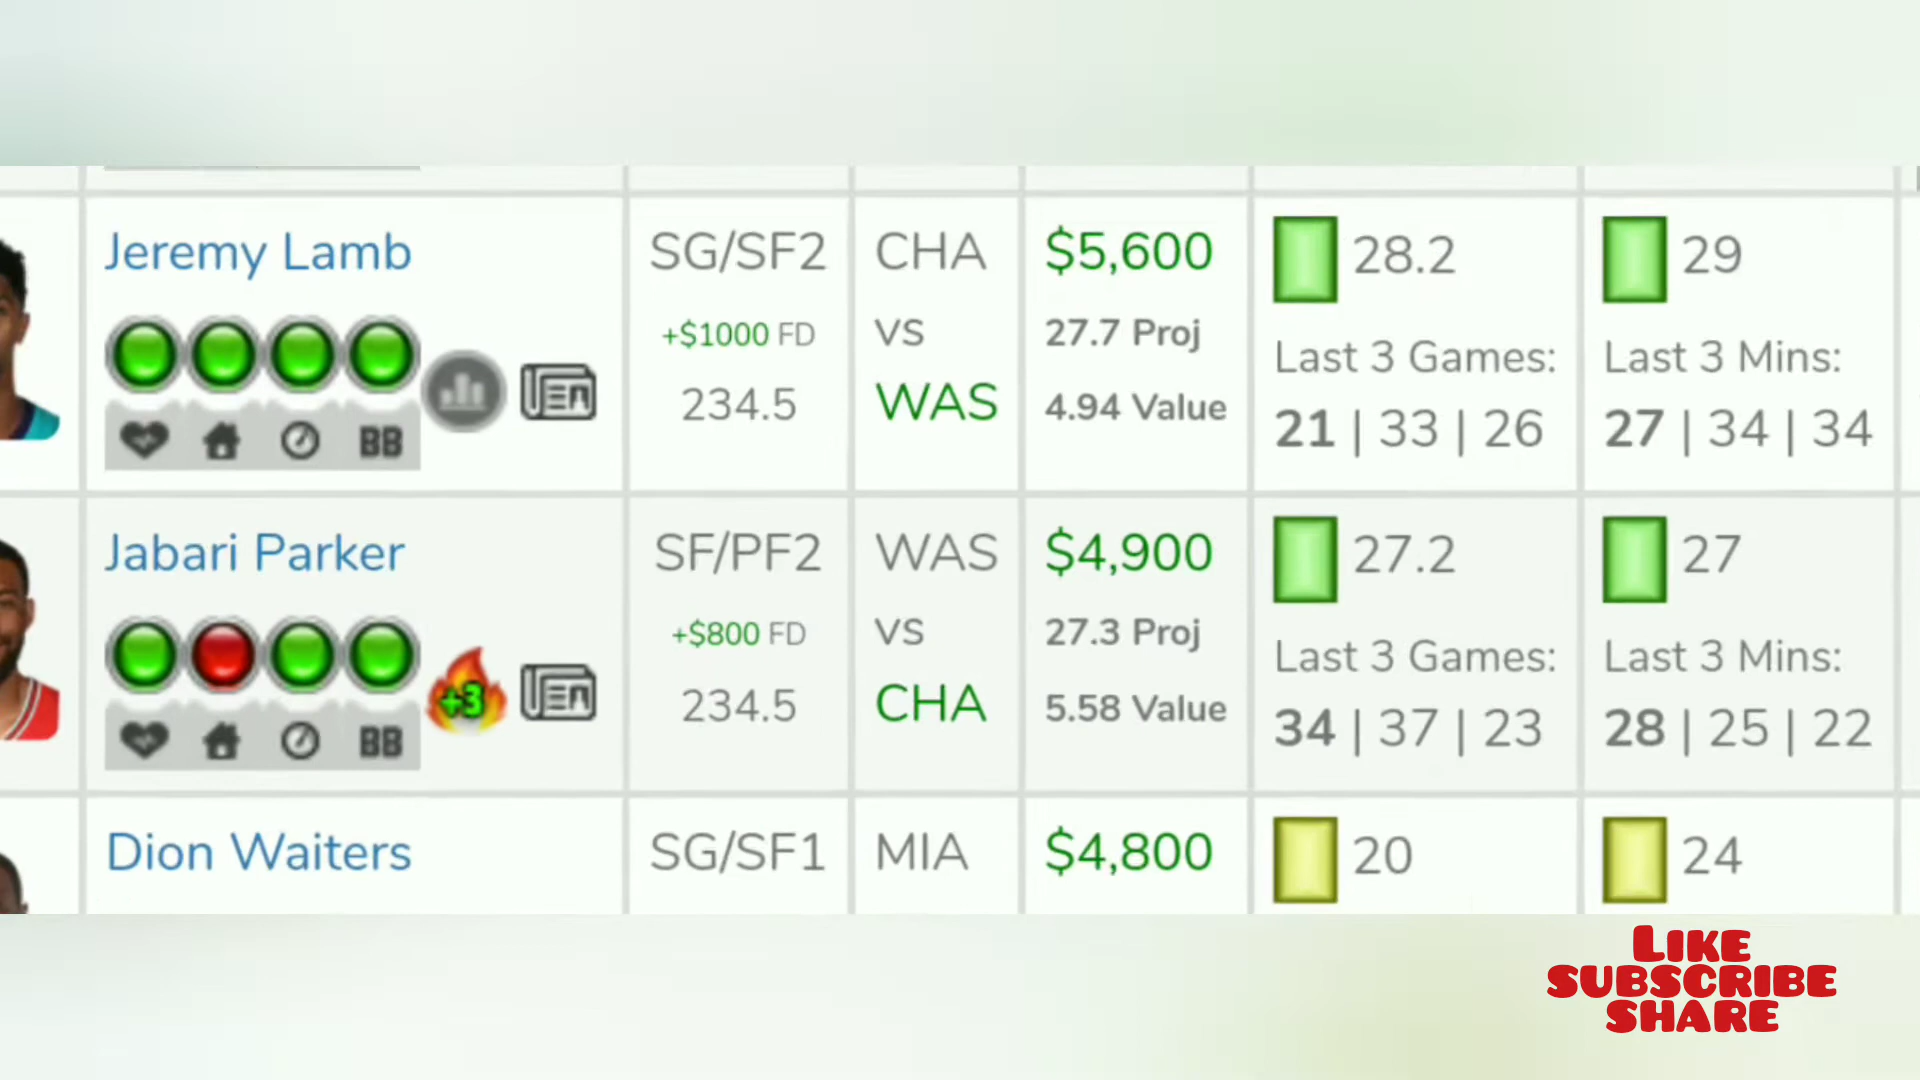 Jeremy Lamb SG/SF2 CHA $5,600 28.2 29
+$1000 FD VS 27.7 Proj Last 3 Games: Last 3 Mins:
234.5 WAS 4.94 Value 21 | 33 | 26 27 | 34 | 34
BB
Jabari Parker SF/PF2 WAS $4,900 27.2 27
+$800 FD VS 27.3 Proj Last 3 Games: Last 3 Mins:
+3 234.5 CHA 5.58 Value 34 | 37 | 23 28 | 25 | 22
BB
Dion Waiters SG/SF1 MIA $4,800 20 24
LIKE
SUBSCRIBE
SHARE